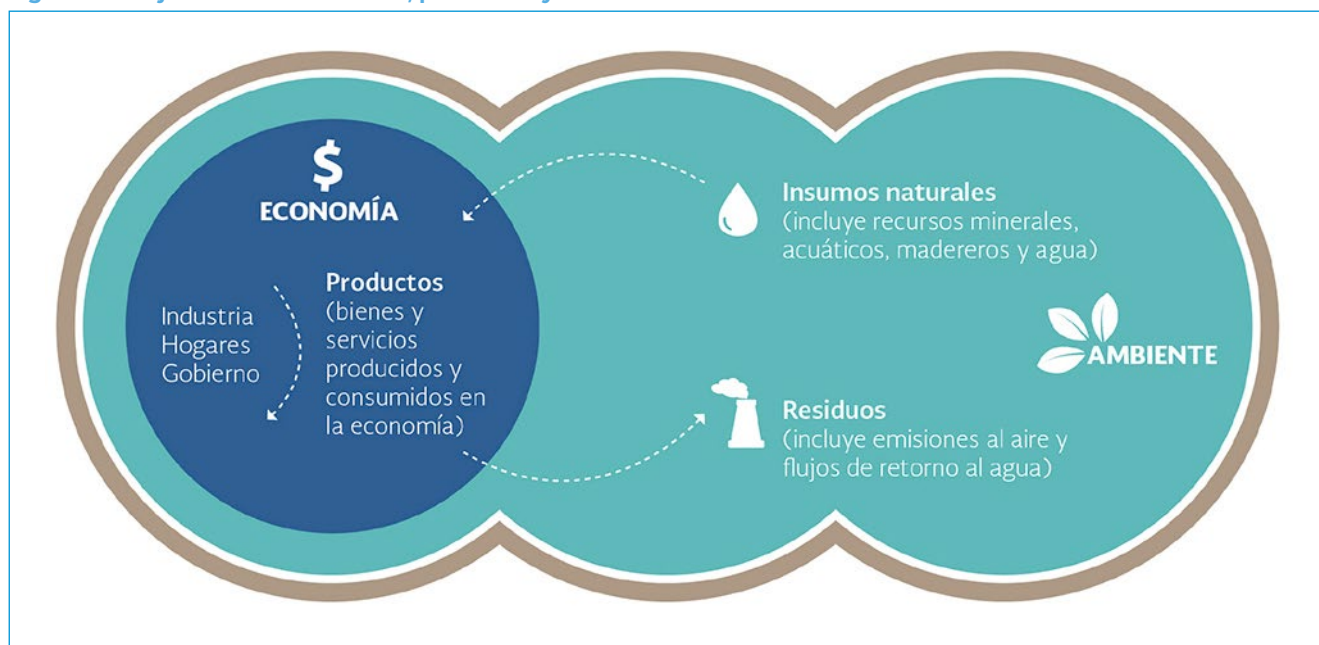 $
ECONOMÍA
Industria
Hogares
Gobierno
Productos
(bienes y
servicios
producidos y
consumidos en
la economía)
Insumos naturales
(incluye recursos minerales,
acuáticos, madereros y agua)
AMBIENTE
Residuos
(incluye emisiones al aire y
flujos de retorno al agua)